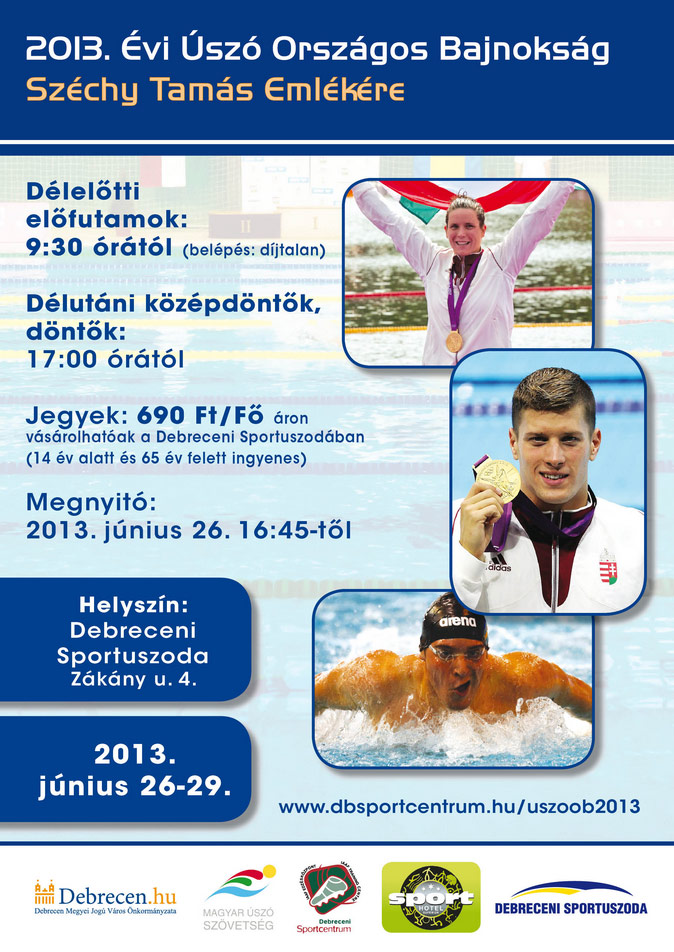 2013. Évi Úszó Országos Bajnokság
Széchy Tamás Emlékére
Délelőtti
előfutamok:
9:30 órától (belépés: díjtalan)
Délutáni középdöntők,
döntők:
17:00 órától
Jegyek: 690 Ft/Fő áron
vásárolhatóak a Debreceni Sportuszodában
(14 év alatt és 65 év felett ingyenes)
Megnyitó:
2013. június 26. 16:45-től
adidas
Helyszín:
Debreceni
Sportuszoda
Zákány u. 4.
arena
2013.
június 26-29.
www.dbsportcentrum.hu/uszoob2013
Debrecen.hu
Debrecen Megyei Jogú Város Önkormányzata
MAGYAR ÚSZÓ
SZÖVETSÉG
Debreceni
Sportcentrum
sport
HOTEL
DEBRECENI SPORTUSZODA